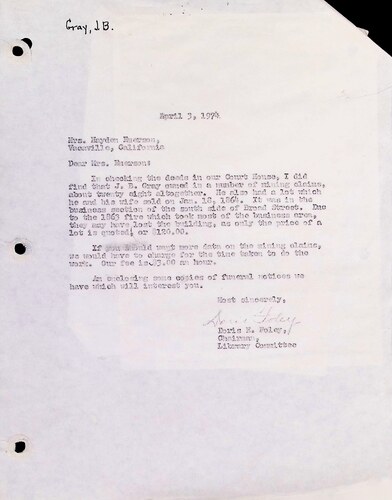 Gray, J.B.
April 3, 1974
Mrs. Hayden Emerson,
Vacaville, California
Dear Mrs. Emerson:
In checking the deeds in our Court House, I did
find that J. B. Gray owned in a number of mining claims,
about twenty eight altogether. He also had a lot which
he and his wife sold on Jan. 18, 1864. It was in the
business section of the south side of Broad Street. Due
to the 1863 fire which took most of the business area,
they may have lost the building, as only the price of a
lot is quoted; or $120.00.
If you should want more data on the mining claims,
we would have to charge for the time taken to do the
work. Our fee is $3.00 an hour.
Am enclosing some copies of funeral notices we
have which will interest you.
Most sincerely,
Doris Foley
Doris E. Foley,
Chairman,
Library Committee